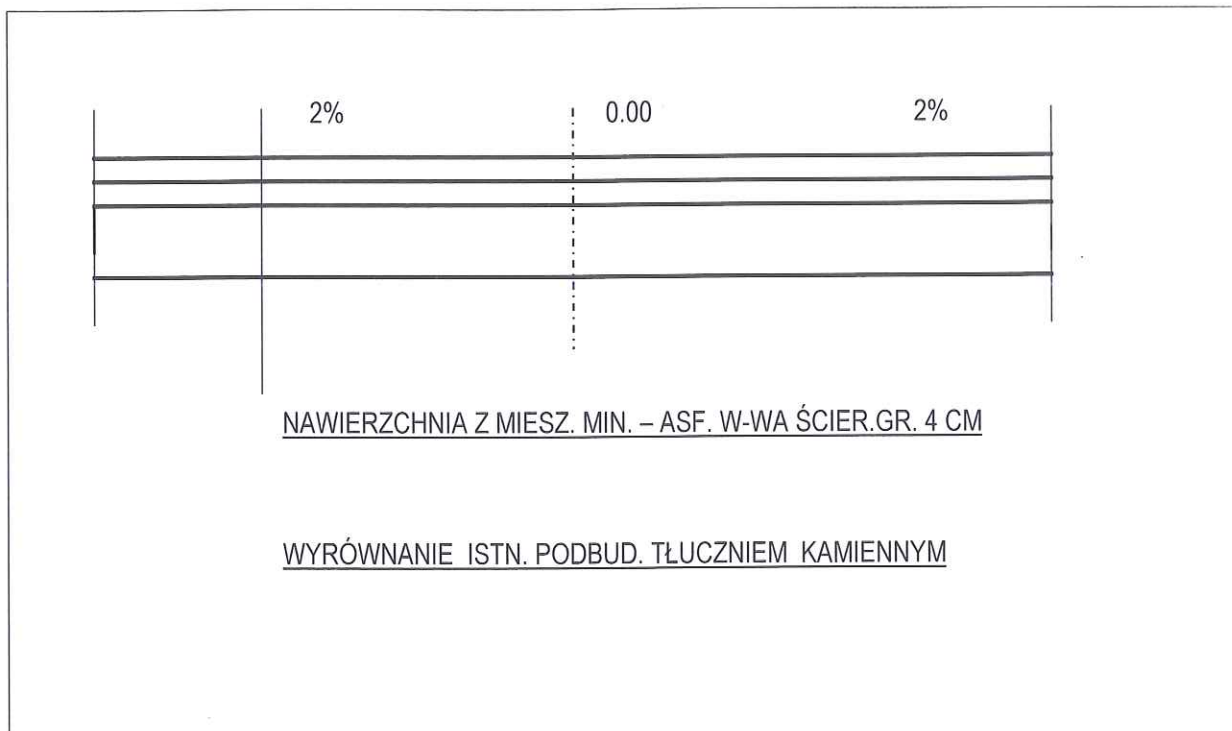 2% 0.00 2%
NAWIERZCHNIA Z MIESZ. MIN. – ASF. W-WA ŚCIER.GR. 4 CM
WYRÓWNANIE ISTN. PODBUD. TŁUCZNIEM KAMIENNYM